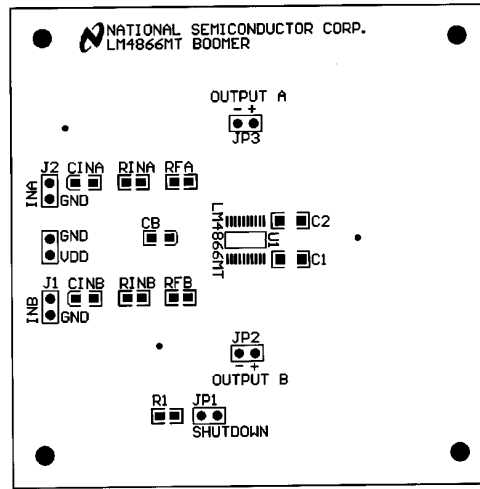 NATIONAL SEMICONDUCTOR CORP.
LM4866MT BOOMER
OUTPUT A
- +
JP3
J2 CINA RINA RFA
INA
GND
LM4866MT
C2
CB
U1
GND
VDD
C1
J1 CINB RINB RFB
INB
GND
JP2
- +
OUTPUT B
R1 JP1
SHUTDOWN